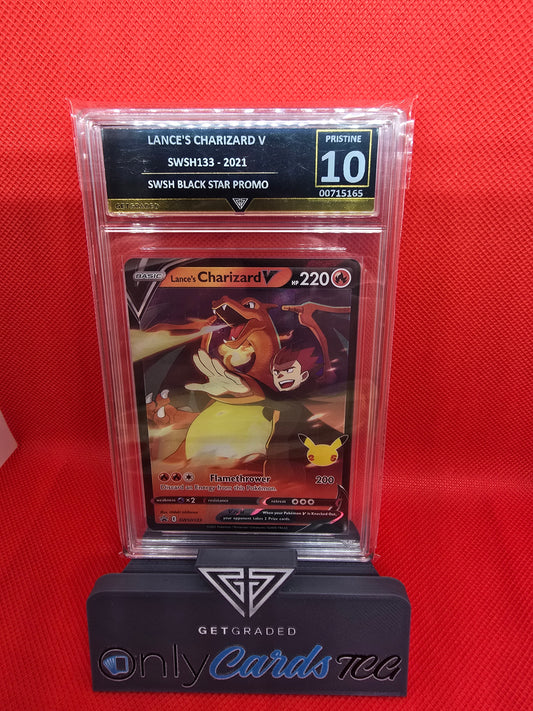 LANCE'S CHARIZARD V
SWSH133 - 2021
SWSH BLACK STAR PROMO
GETGRADED
PRISTINE
10
00715165
BASIC
Lance's Charizard V
HP 220
Flamethrower 200
Discard an Energy from this Pokémon.
weakness ×2 resistance retreat
When your Pokémon V is Knocked Out,
your opponent takes 2 Prize cards.
SWSH133
GETGRADED
OnlyCards TCG